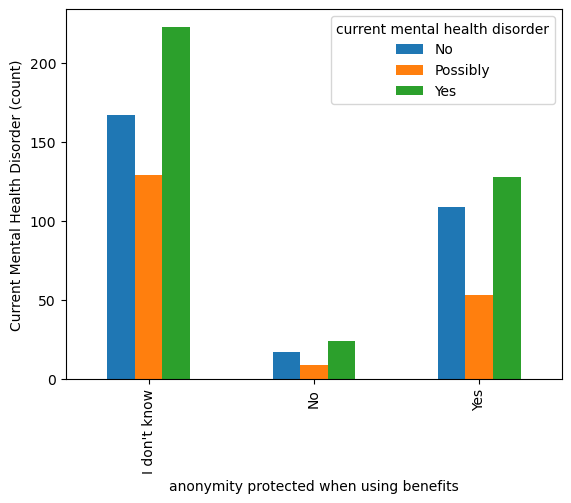 current mental health disorder
No
Possibly
Yes
Current Mental Health Disorder (count)
200
150
100
50
0
I don't know
No
Yes
anonymity protected when using benefits